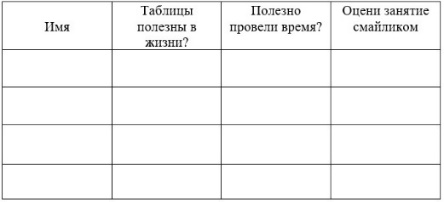 Имя
Таблицы
полезны в
жизни?
Полезно
провели время?
Оцени занятие
смайликом